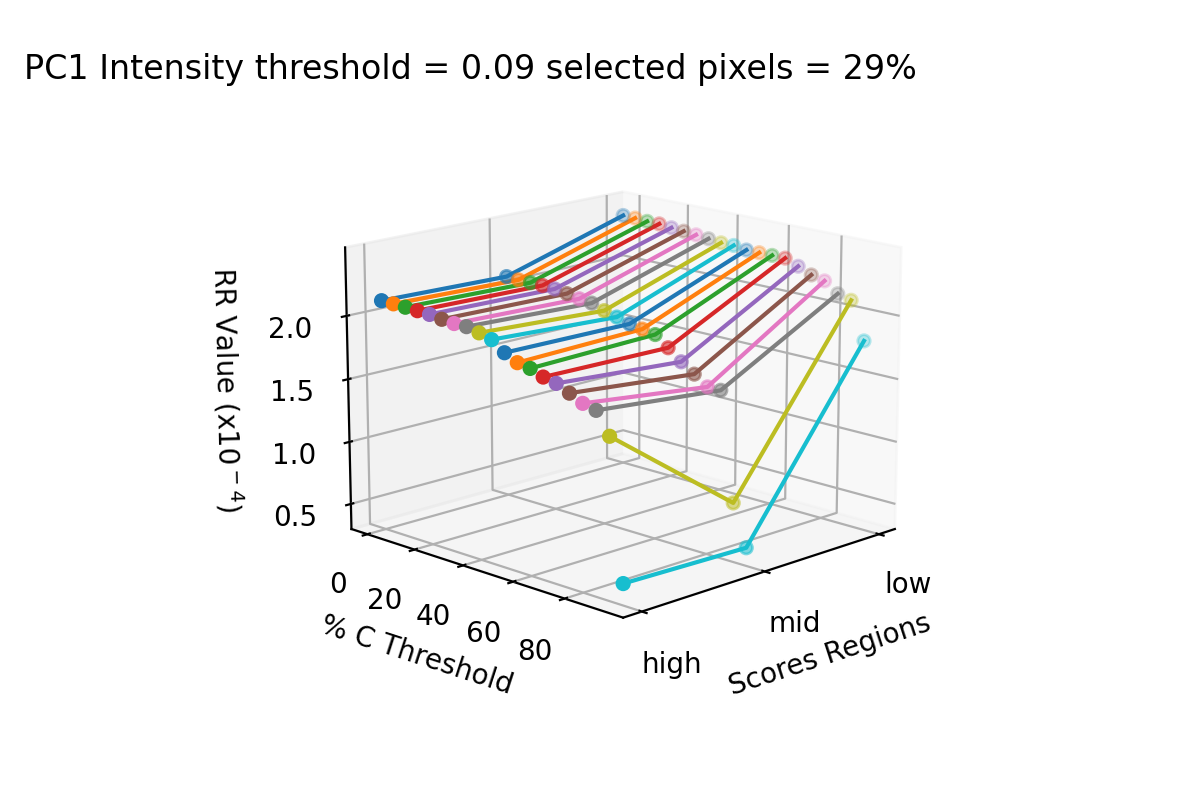 PC1 Intensity threshold = 0.09 selected pixels = 29%
RR Value (x10⁻⁴)
2.0
1.5
1.0
0.5
0
20
40
60
80
% C Threshold
high
mid
low
Scores Regions